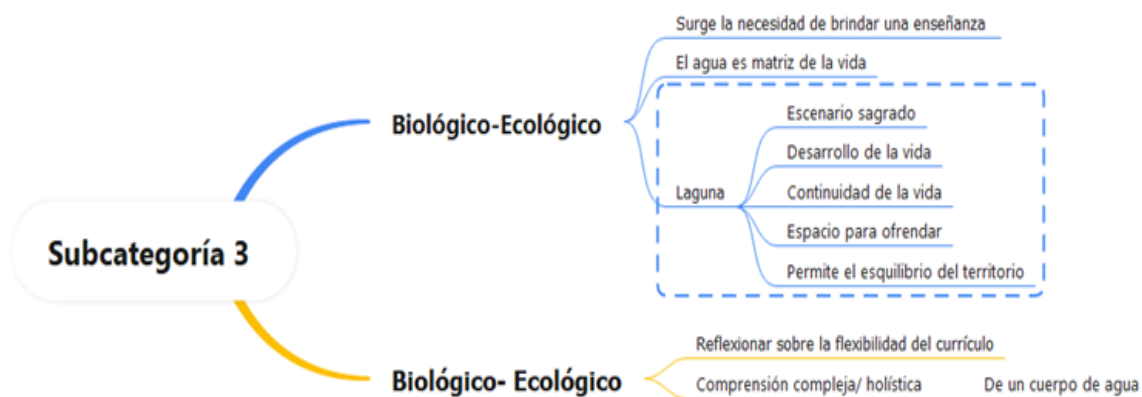 Subcategoría 3
Biológico-Ecológico
Surge la necesidad de brindar una enseñanza
El agua es matriz de la vida
Laguna
Escenario sagrado
Desarrollo de la vida
Continuidad de la vida
Espacio para ofrendar
Permite el esquilibrio del territorio
Biológico- Ecológico
Reflexionar sobre la flexibilidad del currículo
Comprensión compleja/ holística
De un cuerpo de agua